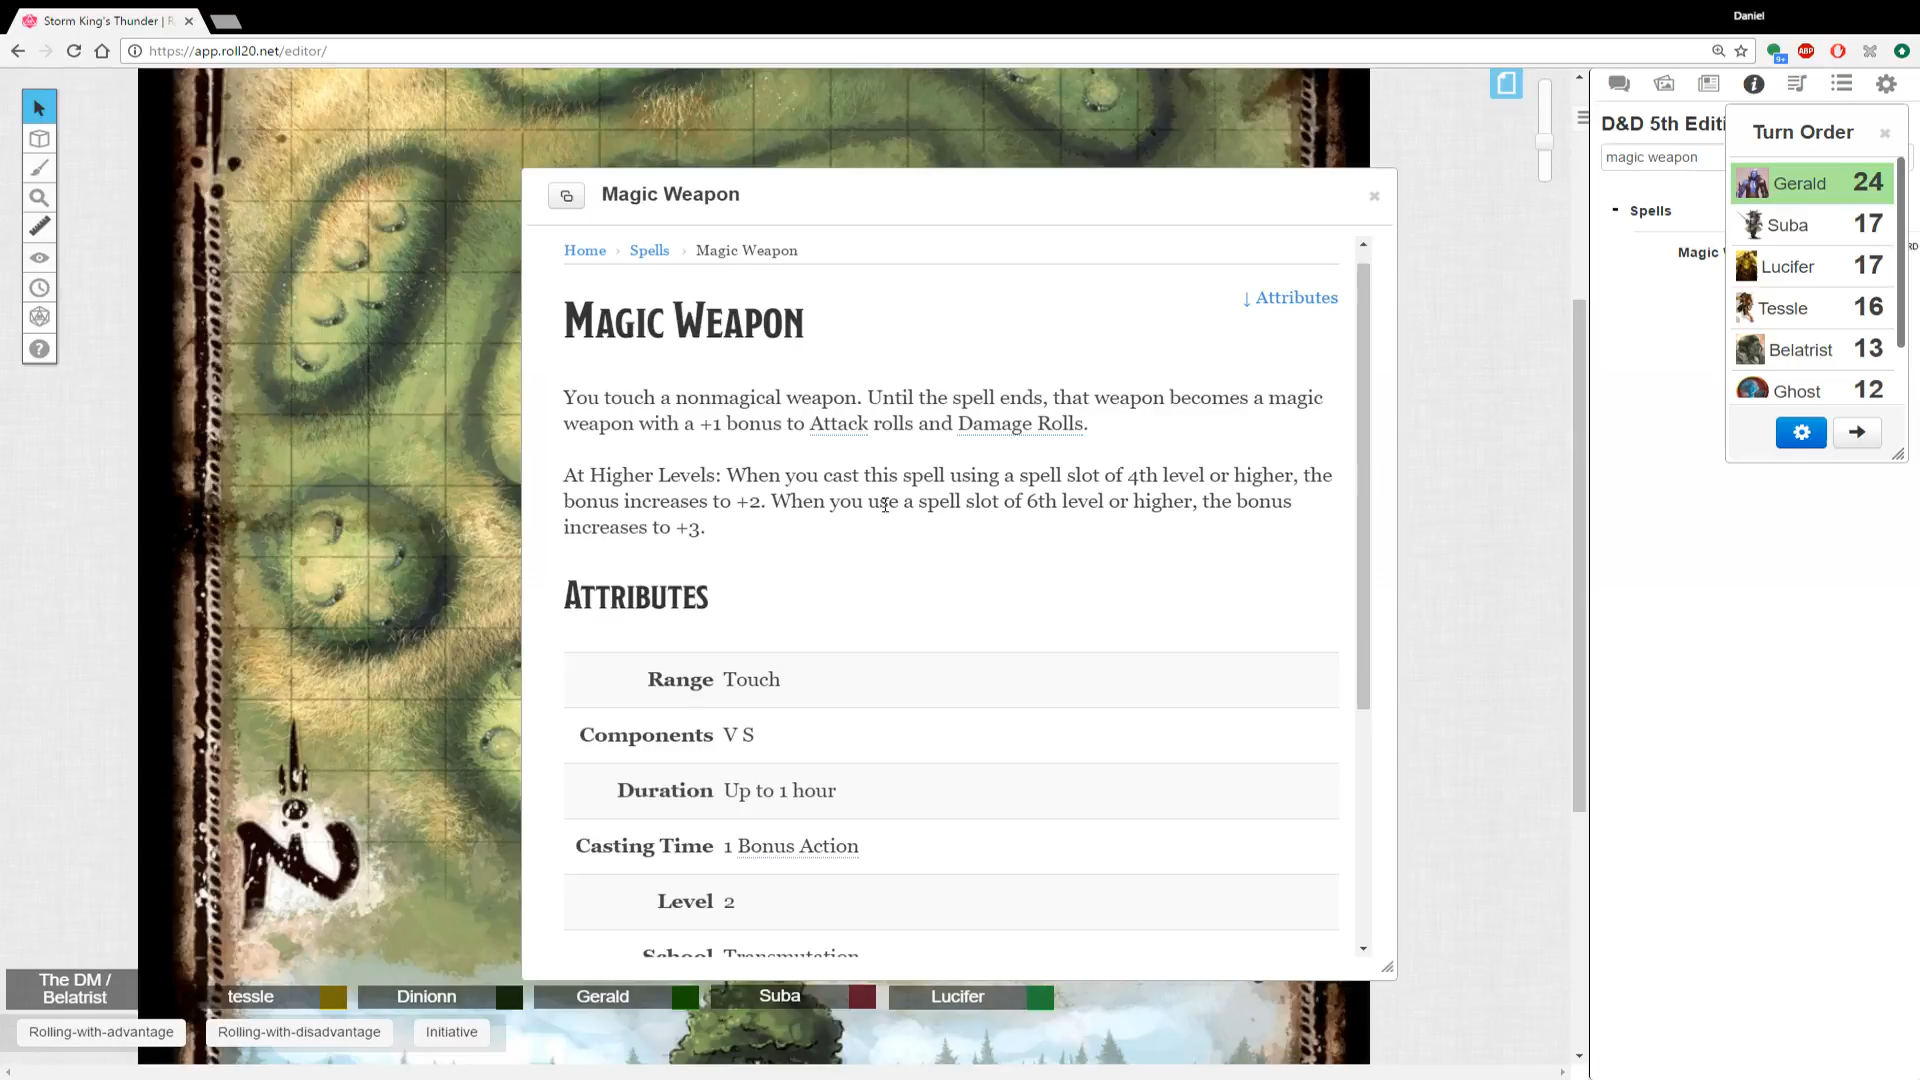 Storm King's Thunder | R
Daniel
https://app.roll20.net/editor/
9+
ABP
D&D 5th Editi
magic weapon
- Spells
Magic
RD
Turn Order
Gerald 24
Suba 17
Lucifer 17
Tessle 16
Belatrist 13
Ghost 12
Magic Weapon
Home › Spells › Magic Weapon
↓ Attributes
Magic Weapon
You touch a nonmagical weapon. Until the spell ends, that weapon becomes a magic
weapon with a +1 bonus to Attack rolls and Damage Rolls.
At Higher Levels: When you cast this spell using a spell slot of 4th level or higher, the
bonus increases to +2. When you use a spell slot of 6th level or higher, the bonus
increases to +3.
Attributes
Range Touch
Components V S
Duration Up to 1 hour
Casting Time 1 Bonus Action
Level 2
School Transmutation
N
The DM /
Belatrist
tessle
Dinionn
Gerald
Suba
Lucifer
Rolling-with-advantage
Rolling-with-disadvantage
Initiative